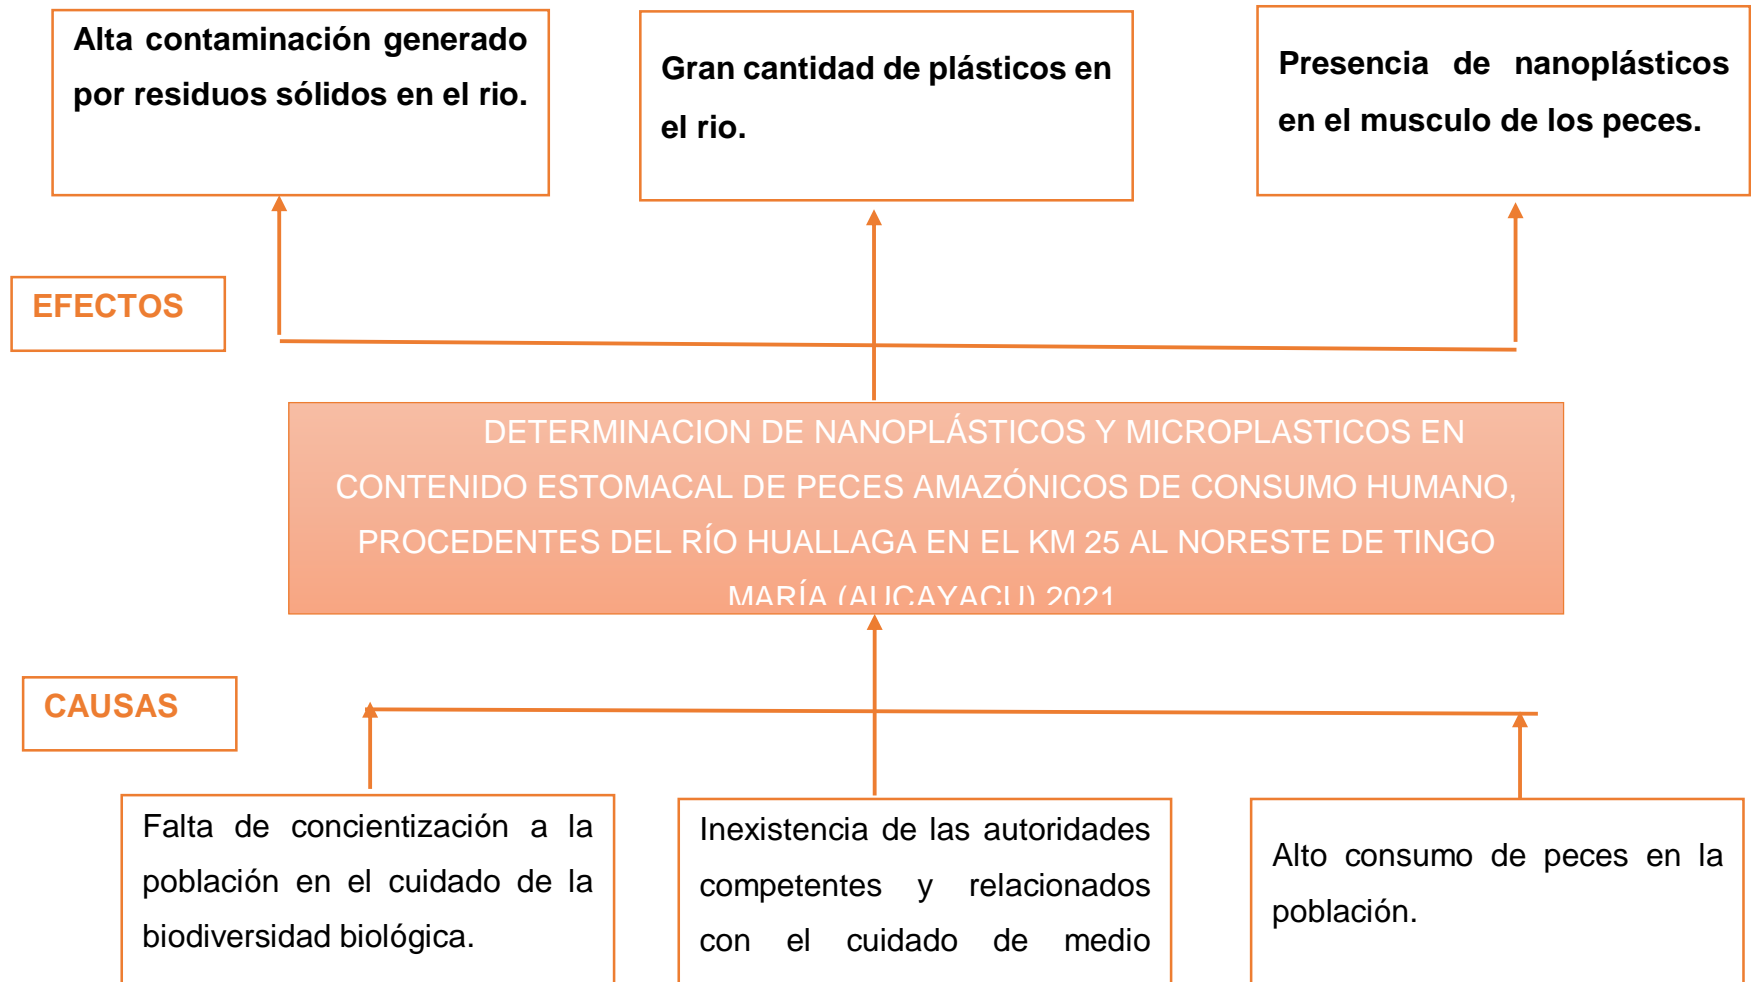 Alta contaminación generado
por residuos sólidos en el rio.
Gran cantidad de plásticos en
el rio.
Presencia de nanoplásticos
en el musculo de los peces.
EFECTOS
DETERMINACION DE NANOPLÁSTICOS Y MICROPLASTICOS EN
CONTENIDO ESTOMACAL DE PECES AMAZÓNICOS DE CONSUMO HUMANO,
PROCEDENTES DEL RÍO HUALLAGA EN EL KM 25 AL NORESTE DE TINGO
MARÍA (AUCAYACU) 2021
CAUSAS
Falta de concientización a la
población en el cuidado de la
biodiversidad biológica.
Inexistencia de las autoridades
competentes y relacionados
con el cuidado de medio
Alto consumo de peces en la
población.